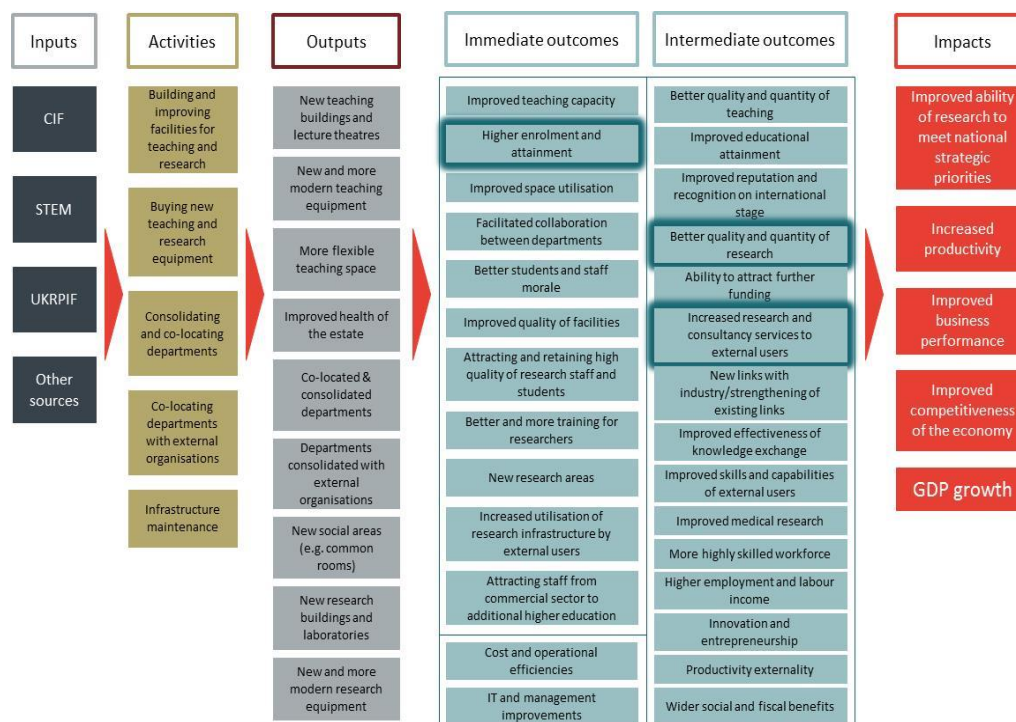 Inputs
Activities
Outputs
Immediate outcomes
Intermediate outcomes
Impacts
CIF
STEM
UKRPIF
Other
sources
Building and
improving
facilities for
teaching and
research
Buying new
teaching and
research
equipment
Consolidating
and co-locating
departments
Co-locating
departments
with external
organisations
Infrastructure
maintenance
New teaching
buildings and
lecture theatres
New and more
modern teaching
equipment
More flexible
teaching space
Improved health of
the estate
Co-located &
consolidated
departments
Departments
consolidated with
external
organisations
New social areas
(e.g. common
rooms)
New research
buildings and
laboratories
New and more
modern research
equipment
Improved teaching capacity
Higher enrolment and
attainment
Improved space utilisation
Facilitated collaboration
between departments
Better students and staff
morale
Improved quality of facilities
Attracting and retaining high
quality of research staff and
students
Better and more training for
researchers
New research areas
Increased utilisation of
research infrastructure by
external users
Attracting staff from
commercial sector to
additional higher education
Cost and operational
efficiencies
IT and management
improvements
Better quality and quantity of
teaching
Improved educational
attainment
Improved reputation and
recognition on international
stage
Better quality and quantity of
research
Ability to attract further
funding
Increased research and
consultancy services to
external users
New links with
industry/strengthening of
existing links
Improved effectiveness of
knowledge exchange
Improved skills and capabilities
of external users
Improved medical research
More highly skilled workforce
Higher employment and labour
income
Innovation and
entrepreneurship
Productivity externality
Wider social and fiscal benefits
Improved ability
of research to
meet national
strategic
priorities
Increased
productivity
Improved
business
performance
Improved
competitiveness
of the economy
GDP growth